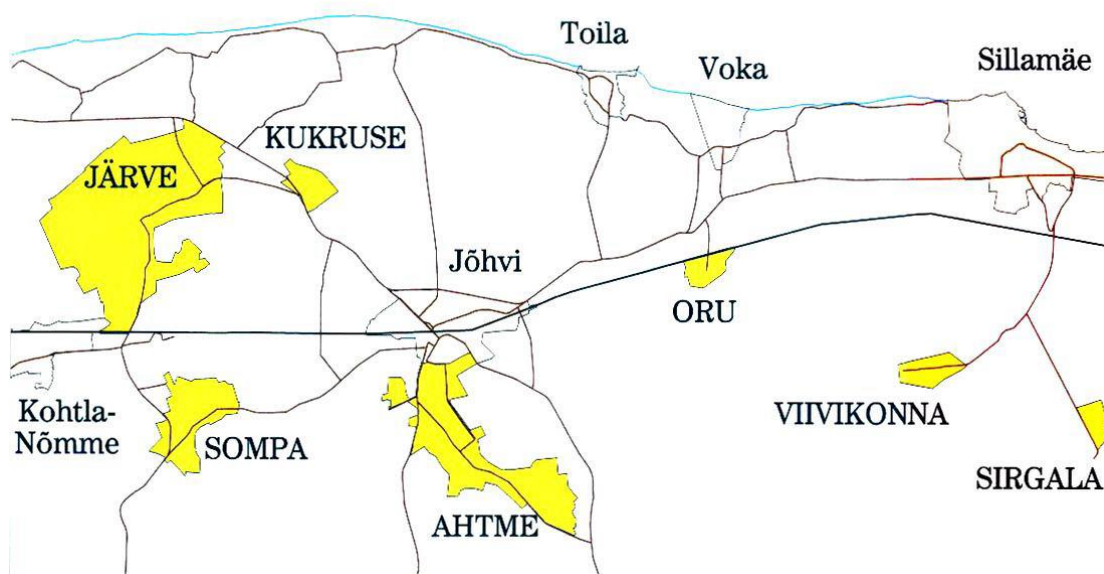 Toila
Voka
Sillamäe
KUKRUSE
JÄRVE
Jõhvi
ORU
Kohtla-
Nõmme
SOMPA
VIIVIKONNA
SIRGALA
AHTME